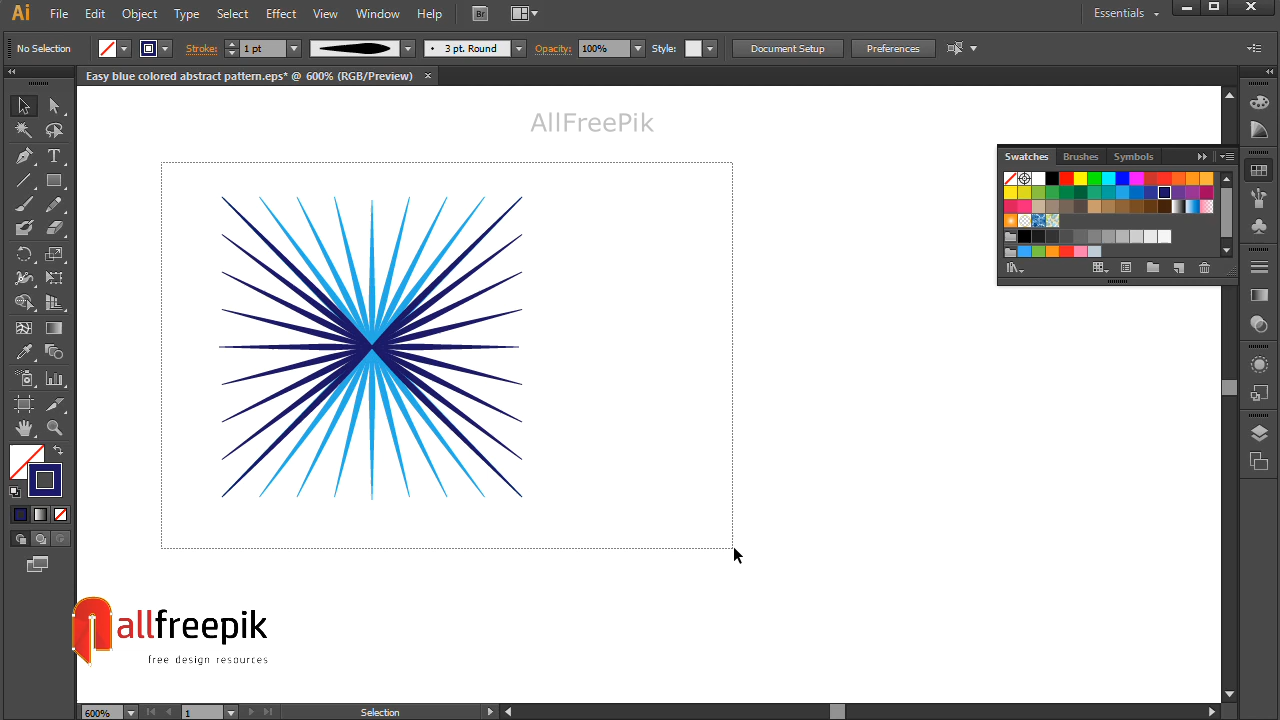 Ai File Edit Object Type Select Effect View Window Help Br Essentials
No Selection Stroke: 1 pt 3 pt. Round Opacity: 100% Style: Document Setup Preferences
Easy blue colored abstract pattern.eps* @ 600% (RGB/Preview) ×
AllFreePik
Swatches Brushes Symbols
allfreepik
free design resources
600% 1 Selection